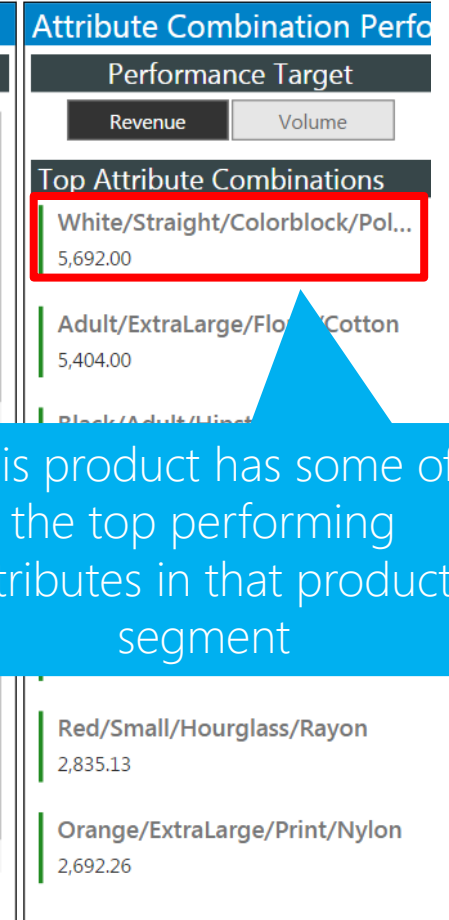 Attribute Combination Perfo
Performance Target
Revenue Volume
Top Attribute Combinations
White/Straight/Colorblock/Pol...
5,692.00
Adult/ExtraLarge/Flo Cotton
5,404.00
Black/Adult/
is product has some of
the top performing
tributes in that product
segment
Red/Small/Hourglass/Rayon
2,835.13
Orange/ExtraLarge/Print/Nylon
2,692.26